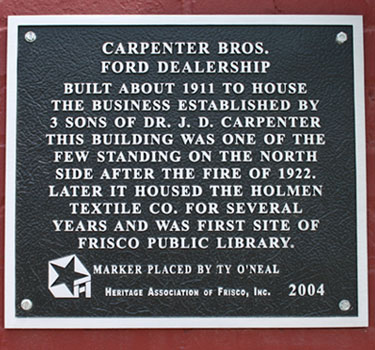 CARPENTER BROS.
FORD DEALERSHIP
BUILT ABOUT 1911 TO HOUSE
THE BUSINESS ESTABLISHED BY
3 SONS OF DR. J. D. CARPENTER
THIS BUILDING WAS ONE OF THE
FEW STANDING ON THE NORTH
SIDE AFTER THE FIRE OF 1922.
LATER IT HOUSED THE HOLMEN
TEXTILE CO. FOR SEVERAL
YEARS AND WAS FIRST SITE OF
FRISCO PUBLIC LIBRARY.
MARKER PLACED BY TY O'NEAL
HERITAGE ASSOCIATION OF FRISCO, INC. 2004